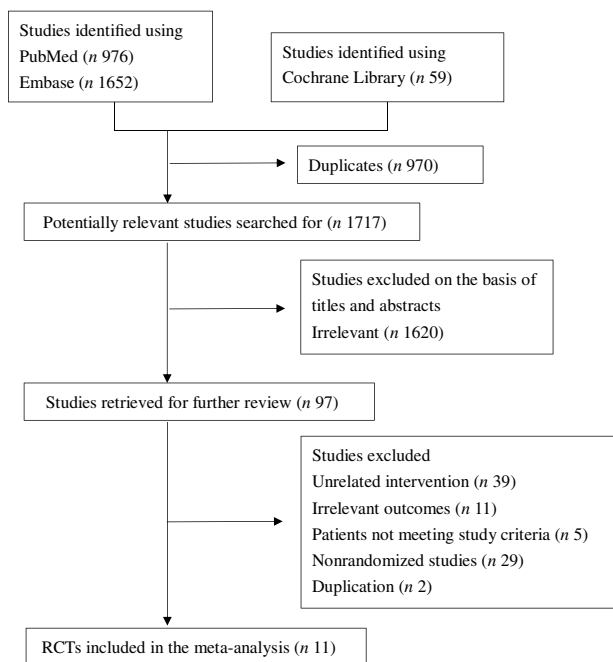 Studies identified using
PubMed (n 976)
Embase (n 1652)
Studies identified using
Cochrane Library (n 59)
Duplicates (n 970)
Potentially relevant studies searched for (n 1717)
Studies excluded on the basis of
titles and abstracts
Irrelevant (n 1620)
Studies retrieved for further review (n 97)
Studies excluded
Unrelated intervention (n 39)
Irrelevant outcomes (n 11)
Patients not meeting study criteria (n 5)
Nonrandomized studies (n 29)
Duplication (n 2)
RCTs included in the meta-analysis (n 11)